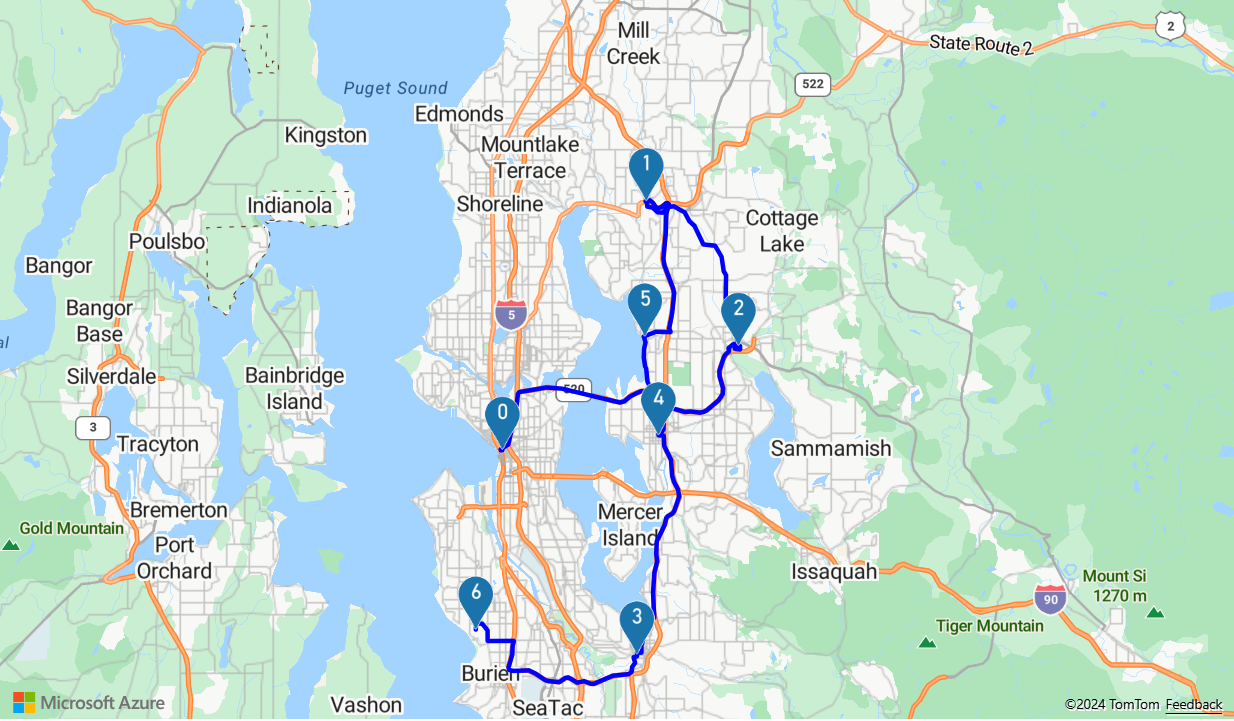 Mill
Creek
State Route 2
2
522
Puget Sound
Edmonds
Kingston
Mountlake
Terrace
1
Indianola
Shoreline
Cottage
Lake
Poulsbo
Bangor
Bangor
Base
5
5
2
al
Silverdale
Bainbridge
Island
520
4
0
3
Tracyton
Sammamish
Bremerton
Mercer
Island
Gold Mountain
Port
Orchard
Issaquah
Mount Si
1270 m
90
6
3
Tiger Mountain
Burien
Microsoft Azure
Vashon
SeaTac
©2024 TomTom Feedback